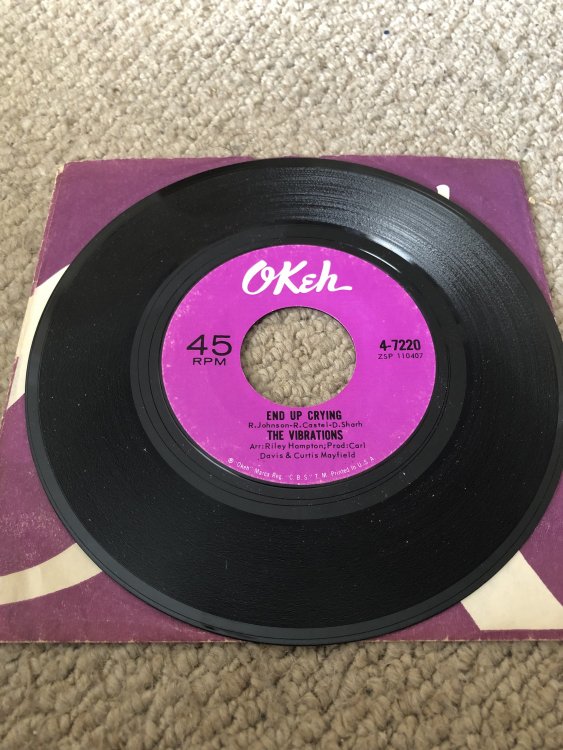 OKeh
45
RPM
4-7220
ZSP 110407
END UP CRYING
R. Johnson-R. Castel-D. Sharh
THE VIBRATIONS
Arr: Riley Hampton; Prod: Carl
Davis & Curtis Mayfield
® "Okeh" Marca Reg. "C.B.S." T.M. Printed in U.S.A.